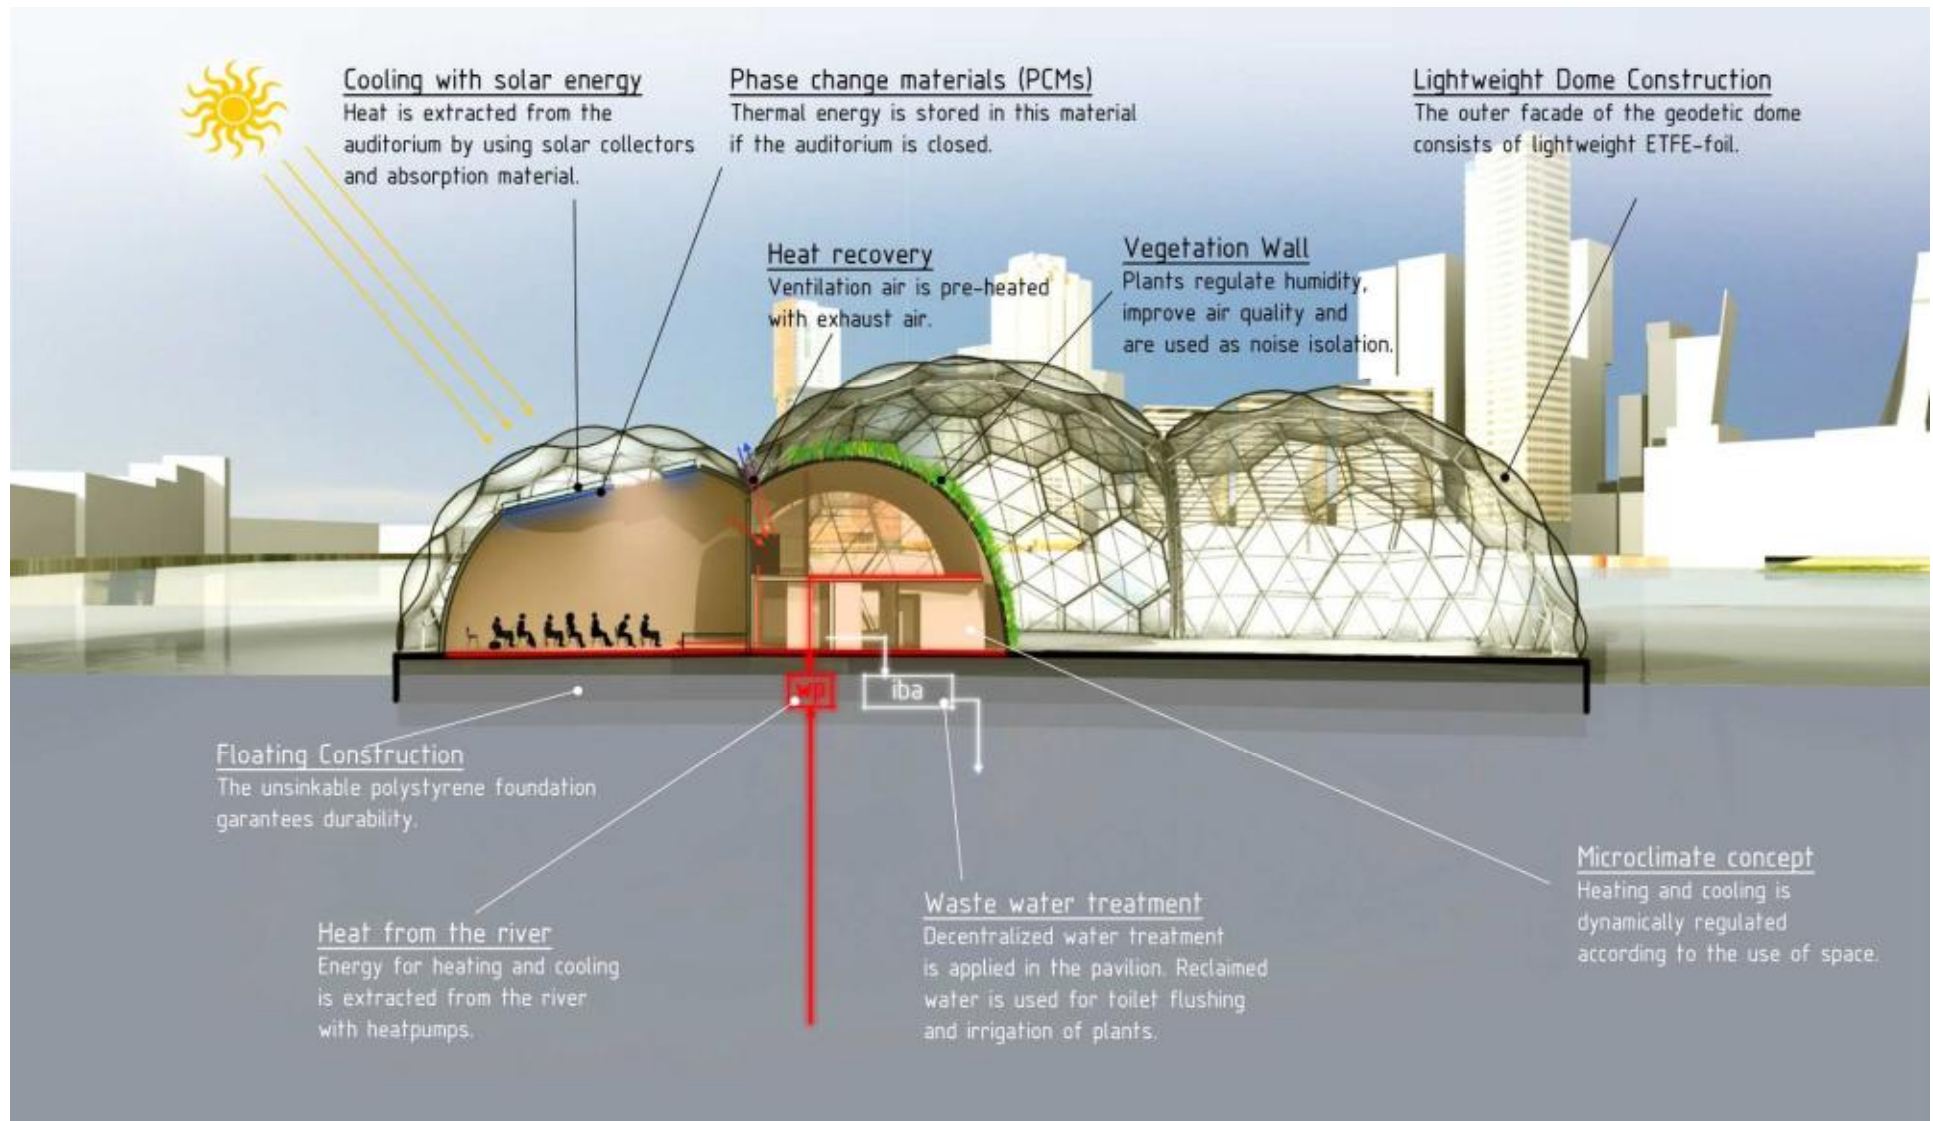 Cooling with solar energy
Heat is extracted from the
auditorium by using solar collectors
and absorption material.
Phase change materials (PCMs)
Thermal energy is stored in this material
if the auditorium is closed.
Lightweight Dome Construction
The outer facade of the geodetic dome
consists of lightweight ETFE-foil.
Heat recovery
Ventilation air is pre-heated
with exhaust air.
Vegetation Wall
Plants regulate humidity,
improve air quality and
are used as noise isolation.
wp
iba
Floating Construction
The unsinkable polystyrene foundation
garantees durability.
Heat from the river
Energy for heating and cooling
is extracted from the river
with heatpumps.
Waste water treatment
Decentralized water treatment
is applied in the pavilion. Reclaimed
water is used for toilet flushing
and irrigation of plants.
Microclimate concept
Heating and cooling is
dynamically regulated
according to the use of space.